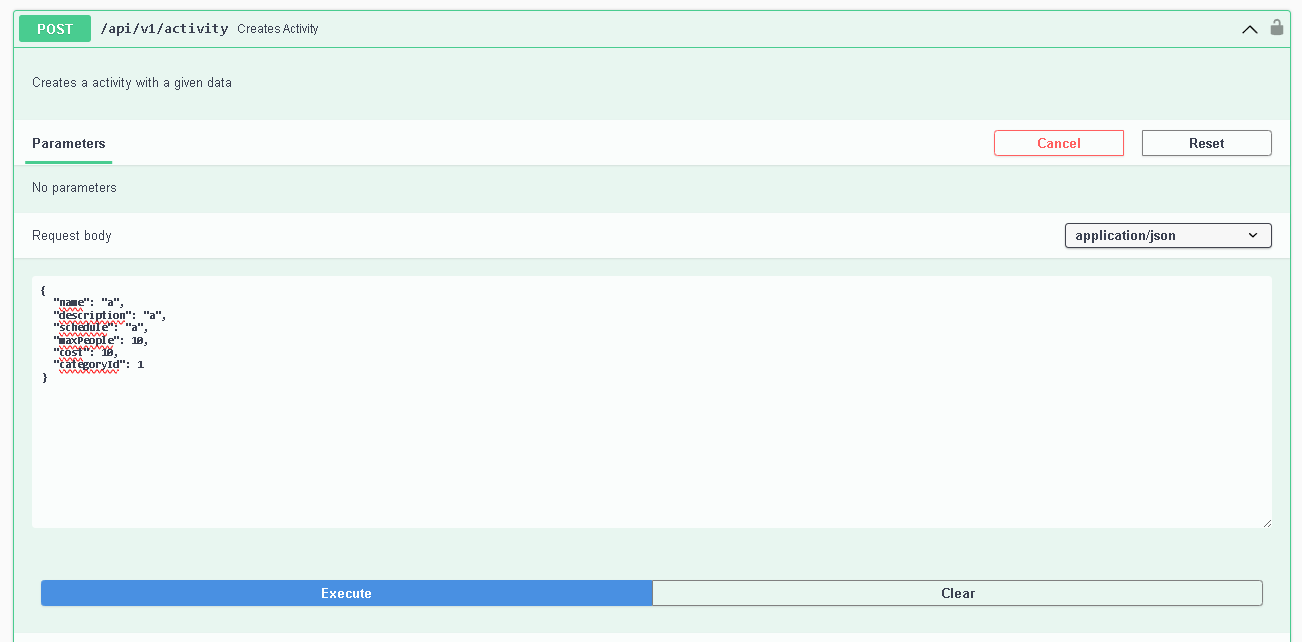 POST /api/v1/activity Creates Activity
Creates a activity with a given data
Parameters Cancel Reset
No parameters
Request body application/json
{
  "name": "a",
  "description": "a",
  "schedule": "a",
  "maxPeople": 10,
  "cost": 10,
  "categoryId": 1
}
Execute Clear